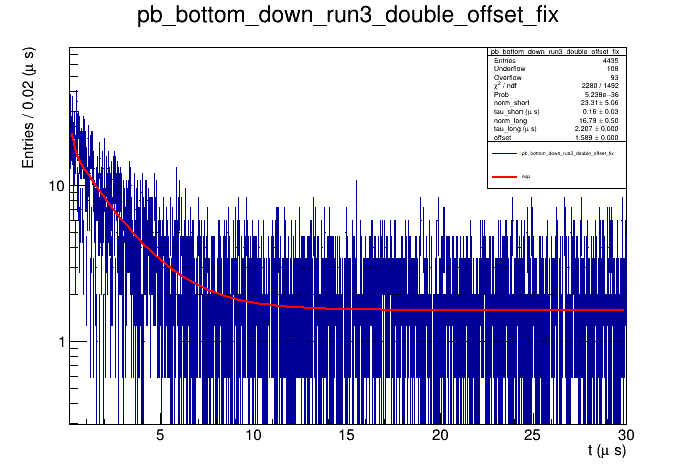 pb_bottom_down_run3_double_offset_fix
Entries / 0.02 (μ s)
pb_bottom_down_run3_double_offset_fix
Entries 4435
Underflow 108
Overflow 93
χ² / ndf 2280 / 1492
Prob 5.238e−36
norm_short 23.31 ± 5.06
tau_short (μ s) 0.16 ± 0.03
norm_long 16.79 ± 0.50
tau_long (μ s) 2.207 ± 0.000
offset 1.589 ± 0.000
pb_bottom_down_run3_double_offset_fix
10
1
5 10 15 20 25 30
t (μ s)